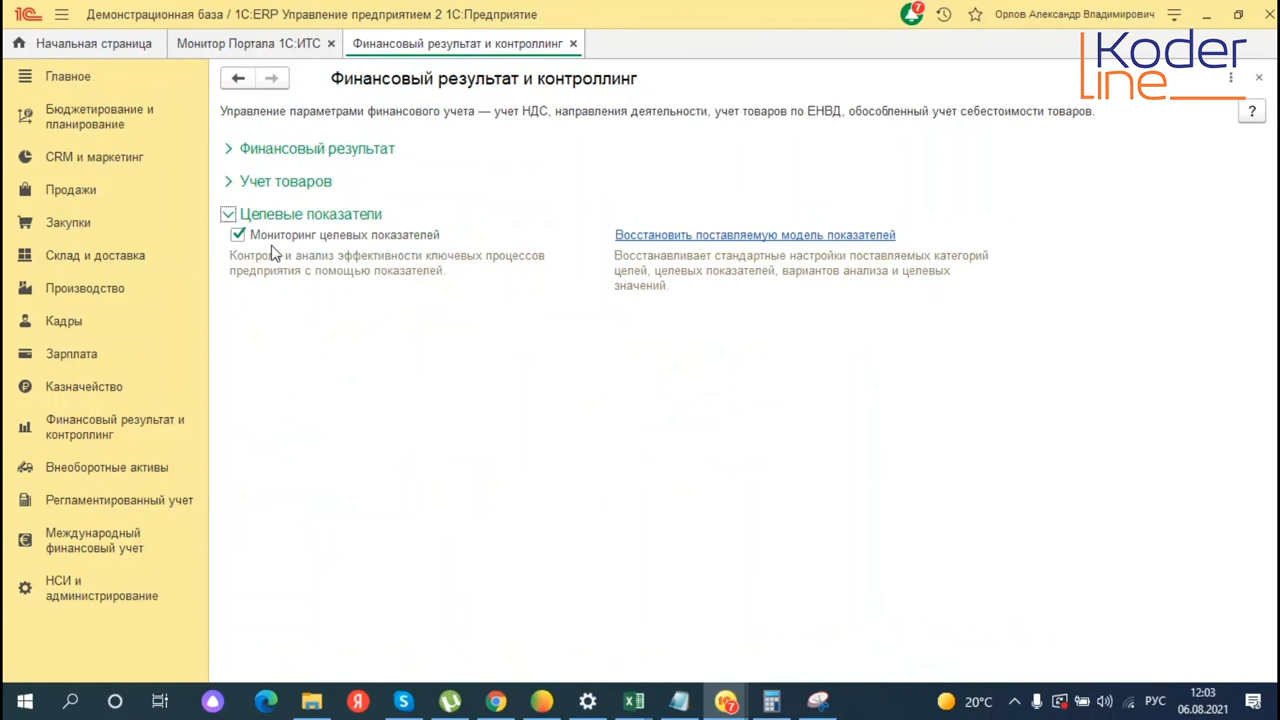 1С Демонстрационная база / 1С:ERP Управление предприятием 2 1С:Предприятие 7 Орлов Александр Владимирович
Начальная страница Монитор Портала 1С:ИТС × Финансовый результат и контроллинг ×
Koder
line
Главное
Бюджетирование и
планирование
CRM и маркетинг
Продажи
Закупки
Склад и доставка
Производство
Кадры
Зарплата
Казначейство
Финансовый результат и
контроллинг
Внеоборотные активы
Регламентированный учет
Международный
финансовый учет
НСИ и
администрирование
Финансовый результат и контроллинг
Управление параметрами финансового учета — учет НДС, направления деятельности, учет товаров по ЕНВД, обособленный учет себестоимости товаров.
?
Финансовый результат
Учет товаров
Целевые показатели
Мониторинг целевых показателей
Контроль и анализ эффективности ключевых процессов
предприятия с помощью показателей.
Восстановить поставляемую модель показателей
Восстанавливает стандартные настройки поставляемых категорий
целей, целевых показателей, вариантов анализа и целевых
значений.
20°C РУС
12:03
06.08.2021